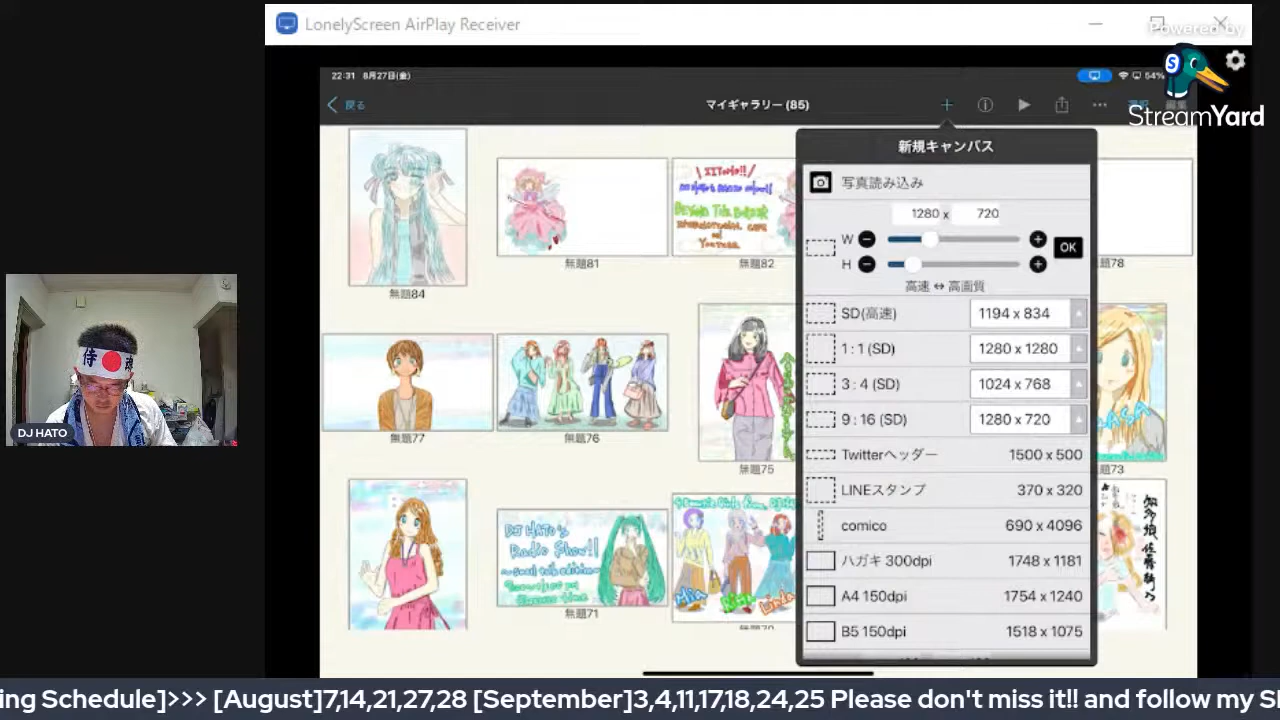 LonelyScreen AirPlay Receiver
Powered by
StreamYard
22:31 8月27日(金)
54%
戻る
マイギャラリー (85)
新規キャンバス
写真読み込み
1280 x 720
W
OK
H
高速 ⇔ 高画質
SD(高速) 1194 x 834
1 : 1 (SD) 1280 x 1280
3 : 4 (SD) 1024 x 768
9 : 16 (SD) 1280 x 720
Twitterヘッダー 1500 x 500
LINEスタンプ 370 x 320
comico 690 x 4096
ハガキ 300dpi 1748 x 1181
A4 150dpi 1754 x 1240
B5 150dpi 1518 x 1075
無題84
無題81
無題82
題78
無題77
無題76
無題75
題73
DJ HATO's
Radio Show!!
無題71
無題70
Mia
Rina
Linda
侍
DJ HATO
ing Schedule]>>> [August]7,14,21,27,28 [September]3,4,11,17,18,24,25 Please don't miss it!! and follow my S